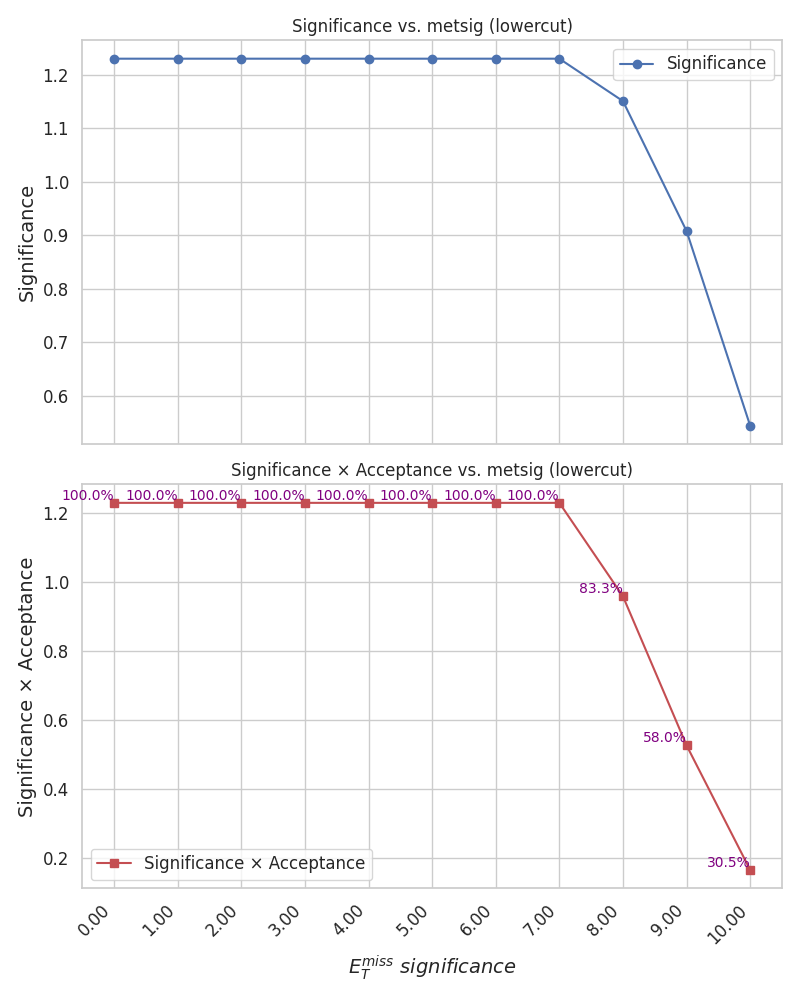 Significance vs. metsig (lowercut)
Significance
1.2
1.1
1.0
0.9
0.8
0.7
0.6
Significance
Significance × Acceptance vs. metsig (lowercut)
100.0% 100.0% 100.0% 100.0% 100.0% 100.0% 100.0% 100.0%
83.3%
58.0%
30.5%
1.2
1.0
0.8
0.6
0.4
0.2
Significance × Acceptance
Significance × Acceptance
0.00 1.00 2.00 3.00 4.00 5.00 6.00 7.00 8.00 9.00 10.00
$E_T^{miss}$ significance